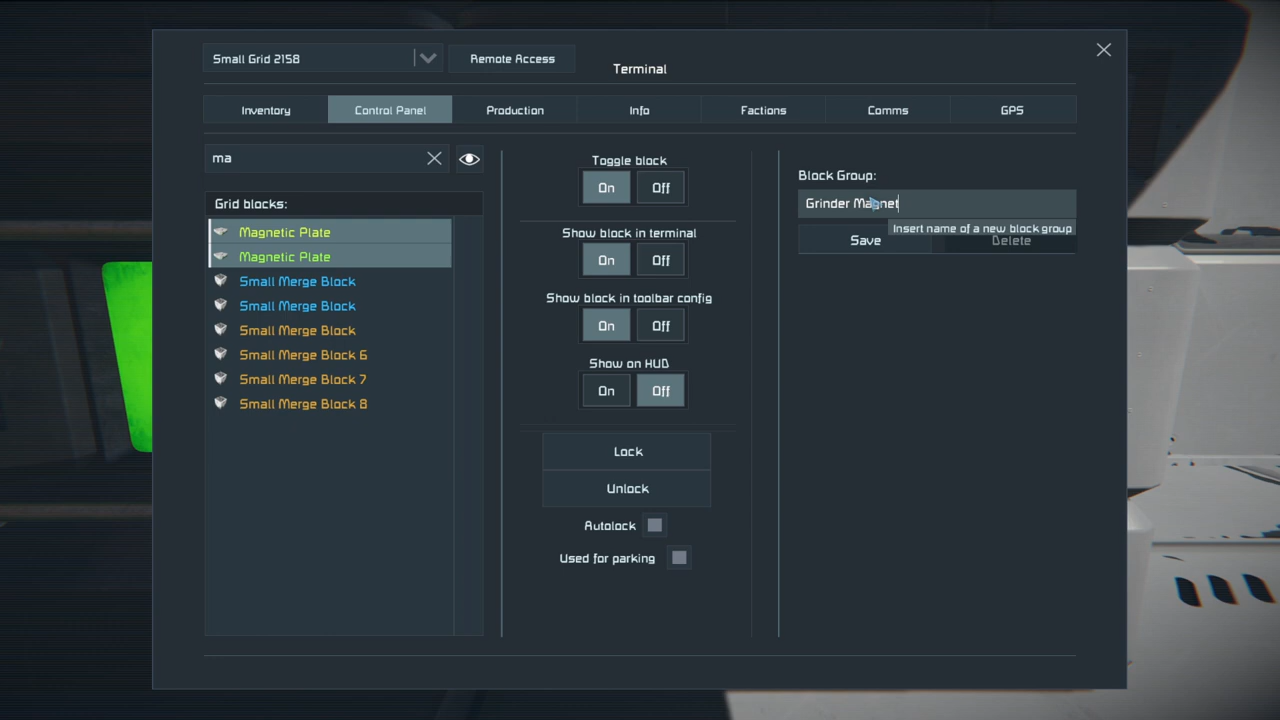 Small Grid 2158
Remote Access
Terminal
Inventory
Control Panel
Production
Info
Factions
Comms
GPS
ma
Grid blocks:
Magnetic Plate
Magnetic Plate
Small Merge Block
Small Merge Block
Small Merge Block
Small Merge Block 6
Small Merge Block 7
Small Merge Block 8
Toggle block
On Off
Show block in terminal
On Off
Show block in toolbar config
On Off
Show on HUD
On Off
Lock
Unlock
Autolock
Used for parking
Block Group:
Grinder Magnet
Insert name of a new block group
Save
Delete